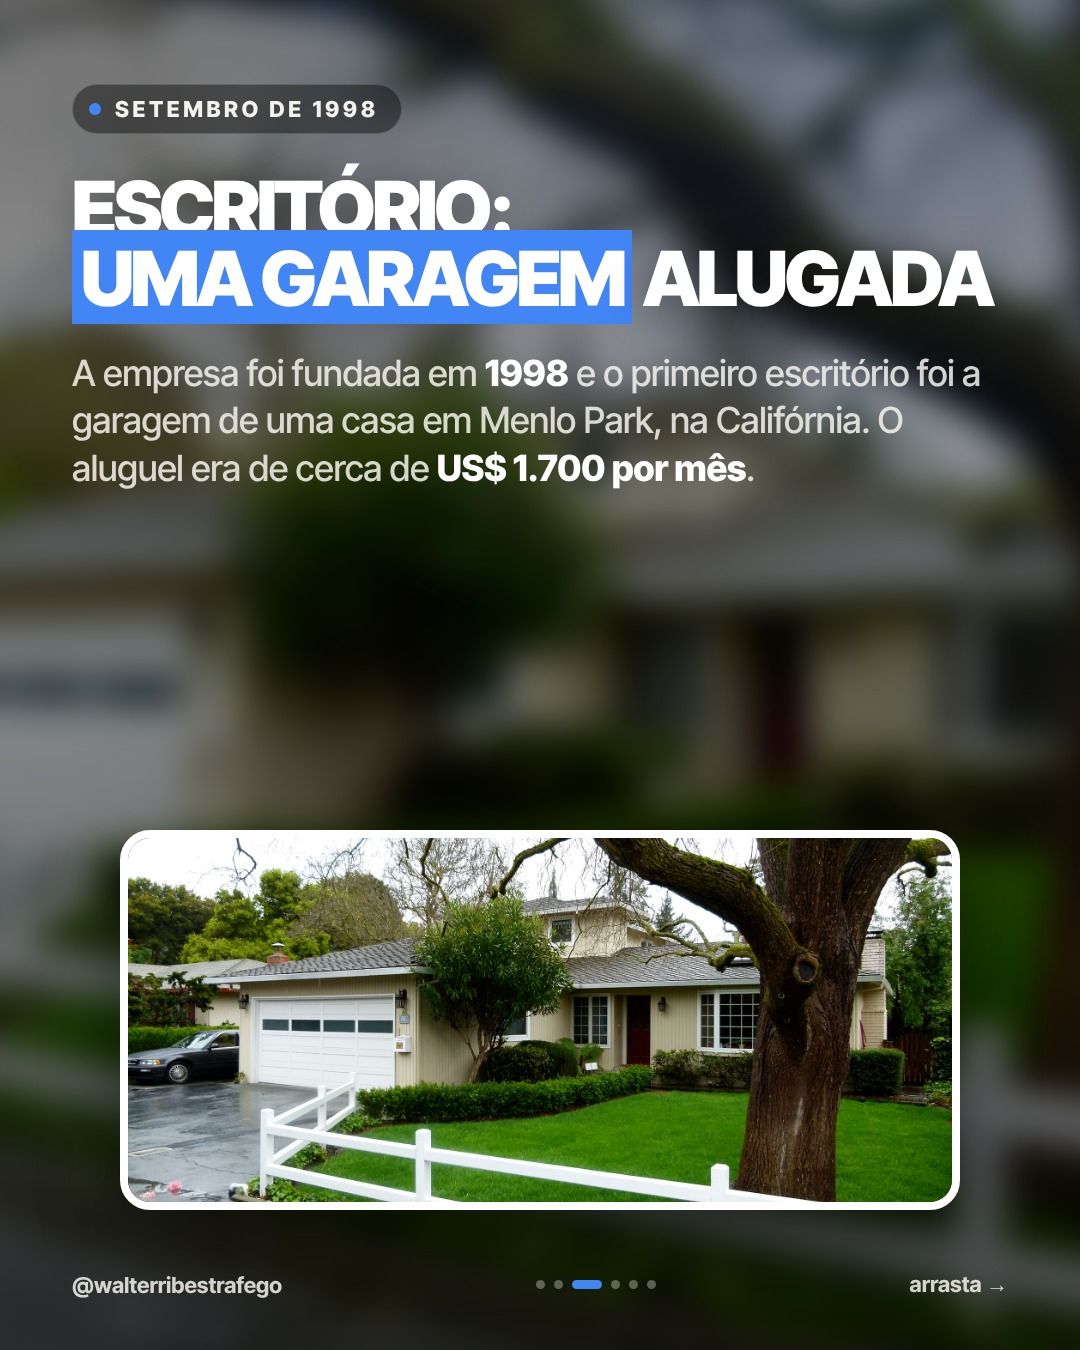 SETEMBRO DE 1998
ESCRITÓRIO:
UMA GARAGEM ALUGADA
A empresa foi fundada em 1998 e o primeiro escritório foi a
garagem de uma casa em Menlo Park, na Califórnia. O
aluguel era de cerca de US$ 1.700 por mês.
@walterribestrafego
arrasta →